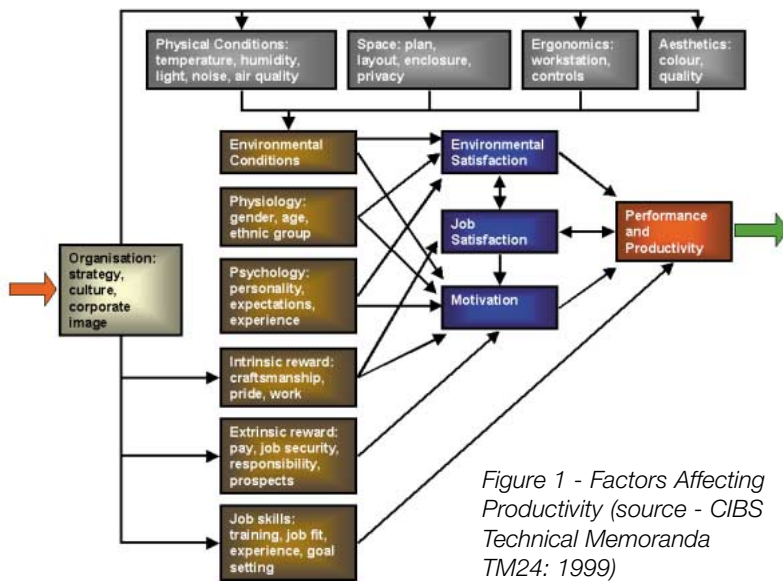 Physical Conditions:
temperature, humidity,
light, noise, air quality
Space: plan,
layout, enclosure,
privacy
Ergonomics:
workstation,
controls
Aesthetics:
colour,
quality
Environmental
Conditions
Environmental
Satisfaction
Physiology:
gender, age,
ethnic group
Job
Satisfaction
Performance
and
Productivity
Organisation:
strategy,
culture,
corporate
image
Psychology:
personality,
expectations,
experience
Motivation
Intrinsic reward:
craftsmanship,
pride, work
Extrinsic reward:
pay, job security,
responsibility,
prospects
Job skills:
training, job fit,
experience, goal
setting
Figure 1 - Factors Affecting
Productivity (source - CIBS
Technical Memoranda
TM24: 1999)